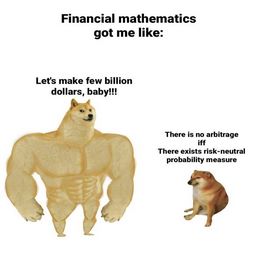 Financial mathematics
got me like:
Let's make few billion
dollars, baby!!!
There is no arbitrage
iff
There exists risk-neutral
probability measure